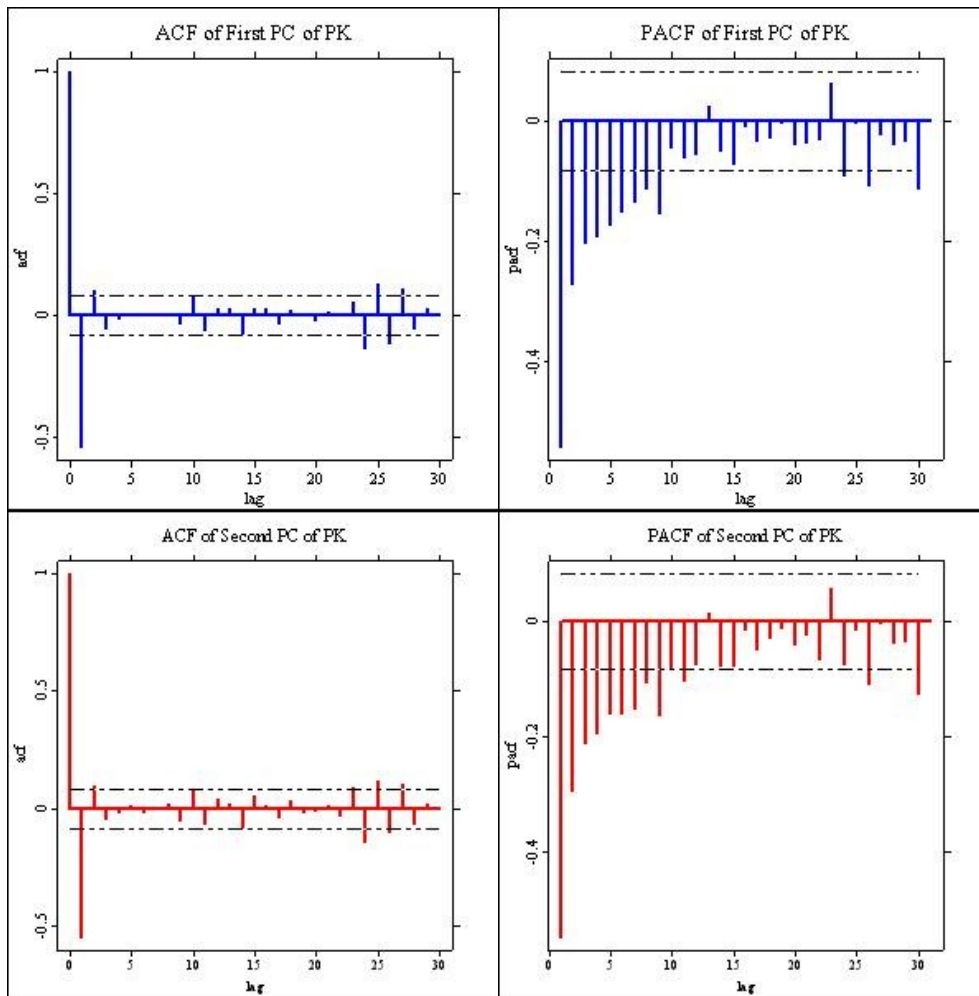 ACF of First PC of PK
acf
1
0.5
0
-0.5
0 5 10 15 20 25 30
lag
PACF of First PC of PK
pacf
0
-0.2
-0.4
0 5 10 15 20 25 30
lag
ACF of Second PC of PK
acf
1
0.5
0
-0.5
0 5 10 15 20 25 30
lag
PACF of Second PC of PK
pacf
0
-0.2
-0.4
0 5 10 15 20 25 30
lag